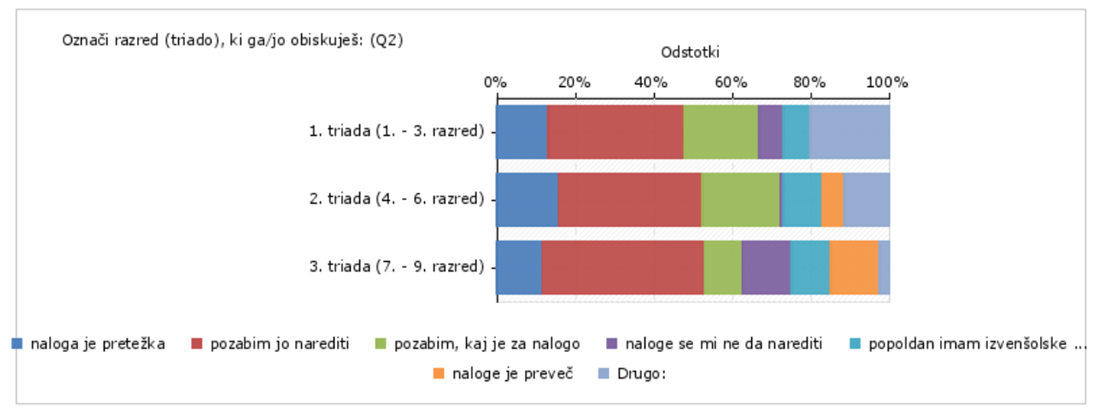 Označi razred (triado), ki ga/jo obiskuješ: (Q2)
Odstotki
0% 20% 40% 60% 80% 100%
1. triada (1. - 3. razred)
2. triada (4. - 6. razred)
3. triada (7. - 9. razred)
naloga je pretežka pozabim jo narediti pozabim, kaj je za nalogo naloge se mi ne da narediti popoldan imam izvenšolske ...
naloge je preveč Drugo: